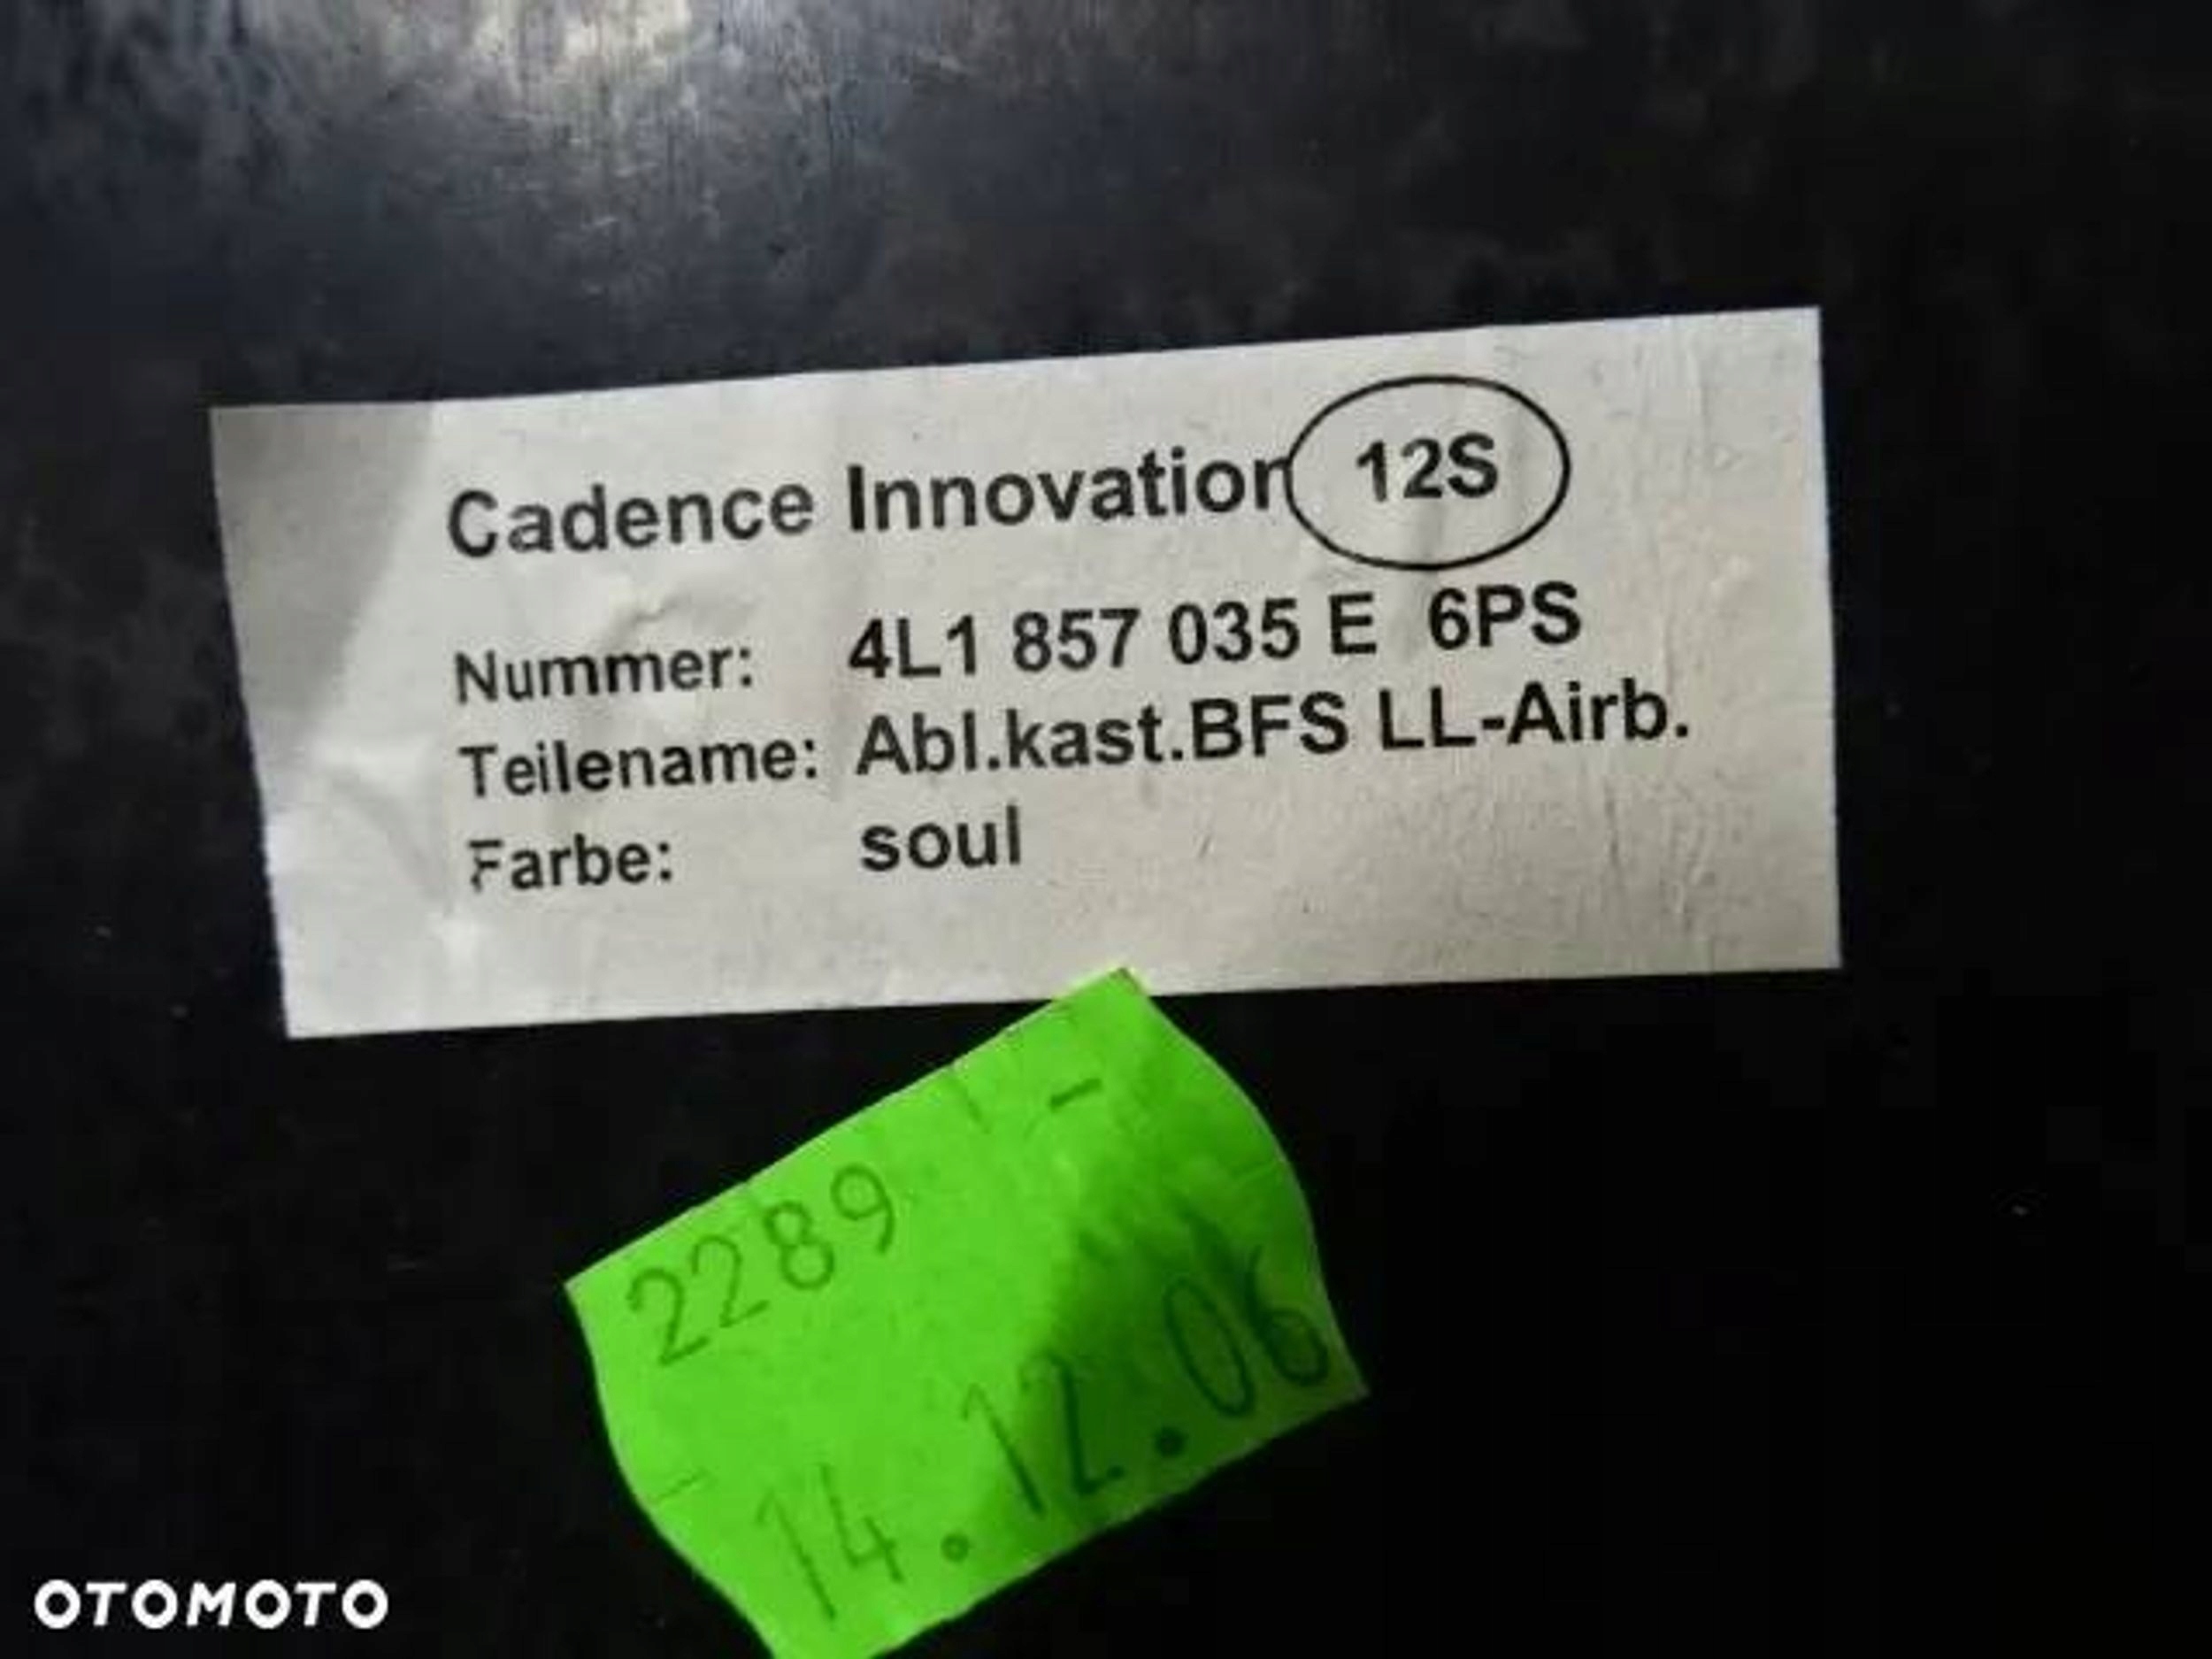 Cadence Innovation 12S
Nummer: 4L1 857 035 E 6PS
Teilename: Abl.kast.BFS LL-Airb.
Farbe: soul
2289 -
14.12.06
OTOMOTO